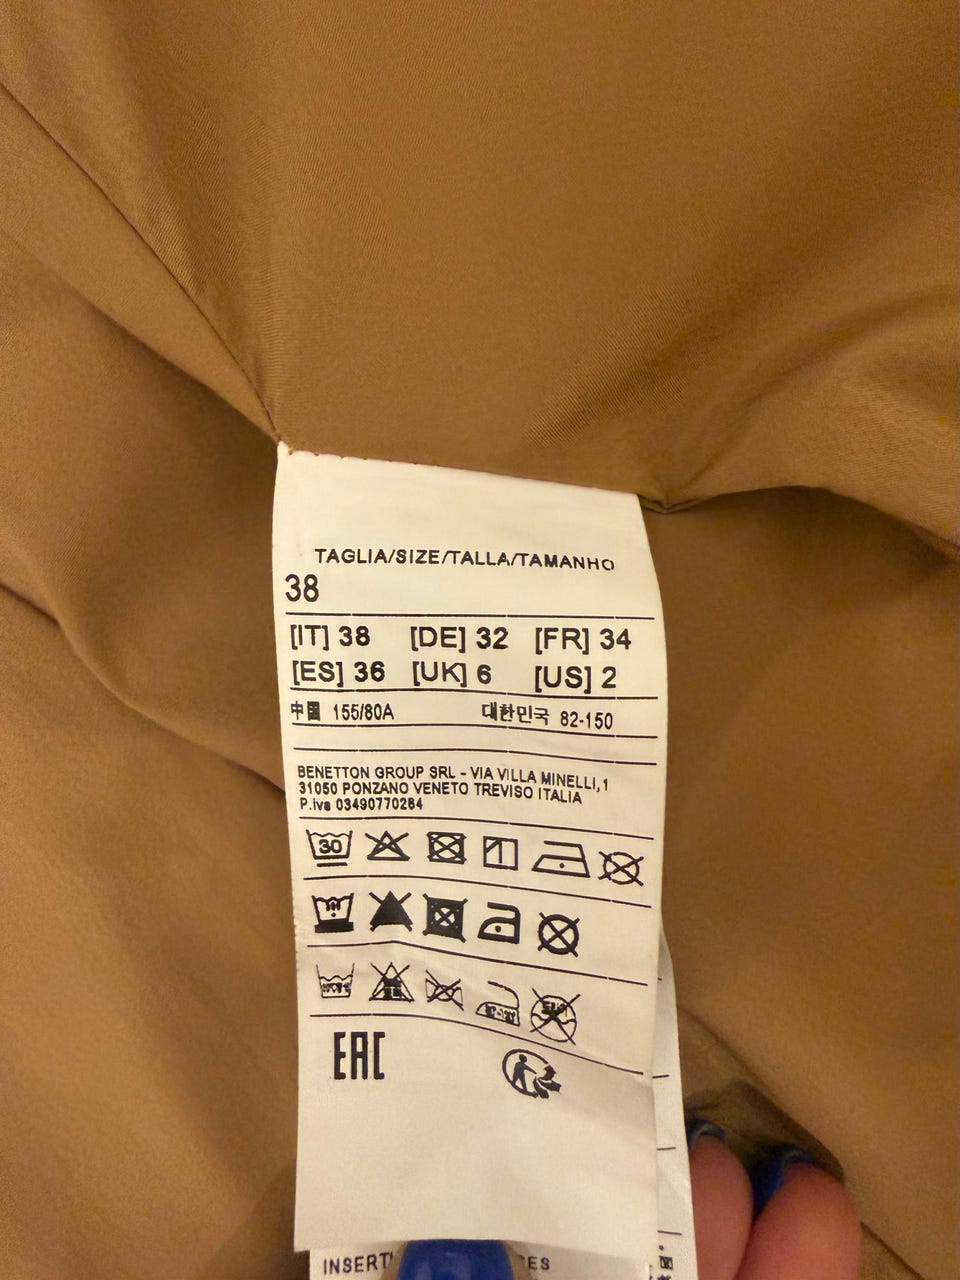 TAGLIA/SIZE/TALLA/TAMANHO
38
[IT] 38 [DE] 32 [FR] 34
[ES] 36 [UK] 6 [US] 2
中国 155/80A 대한민국 82-150
BENETTON GROUP SRL - VIA VILLA MINELLI,1
31050 PONZANO VENETO TREVISO ITALIA
P.iva 03490770264
30
EAC